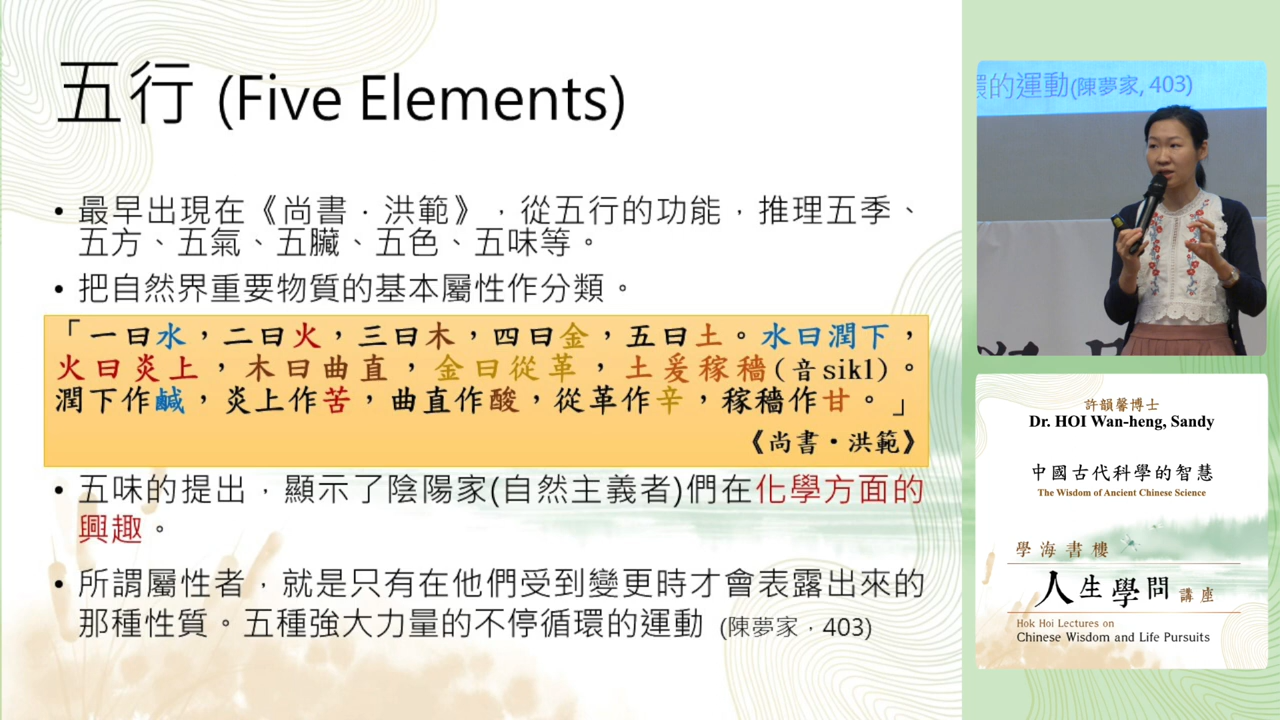 五行 (Five Elements)
• 最早出現在《尚書．洪範》，從五行的功能，推理五季、
五方、五氣、五臟、五色、五味等。
• 把自然界重要物質的基本屬性作分類。
「一曰水，二曰火，三曰木，四曰金，五曰土。水曰潤下，
火曰炎上，木曰曲直，金曰從革，土爰稼穡(音sikl)。
潤下作鹹，炎上作苦，曲直作酸，從革作辛，稼穡作甘。」
《尚書•洪範》
• 五味的提出，顯示了陰陽家(自然主義者)們在化學方面的
興趣。
• 所謂屬性者，就是只有在他們受到變更時才會表露出來的
那種性質。五種強大力量的不停循環的運動 (陳夢家，403)
環的運動(陳夢家, 403)
許韻馨博士
Dr. HOI Wan-heng, Sandy
中國古代科學的智慧
The Wisdom of Ancient Chinese Science
學海書樓
人生學問講座
Hok Hoi Lectures on
Chinese Wisdom and Life Pursuits